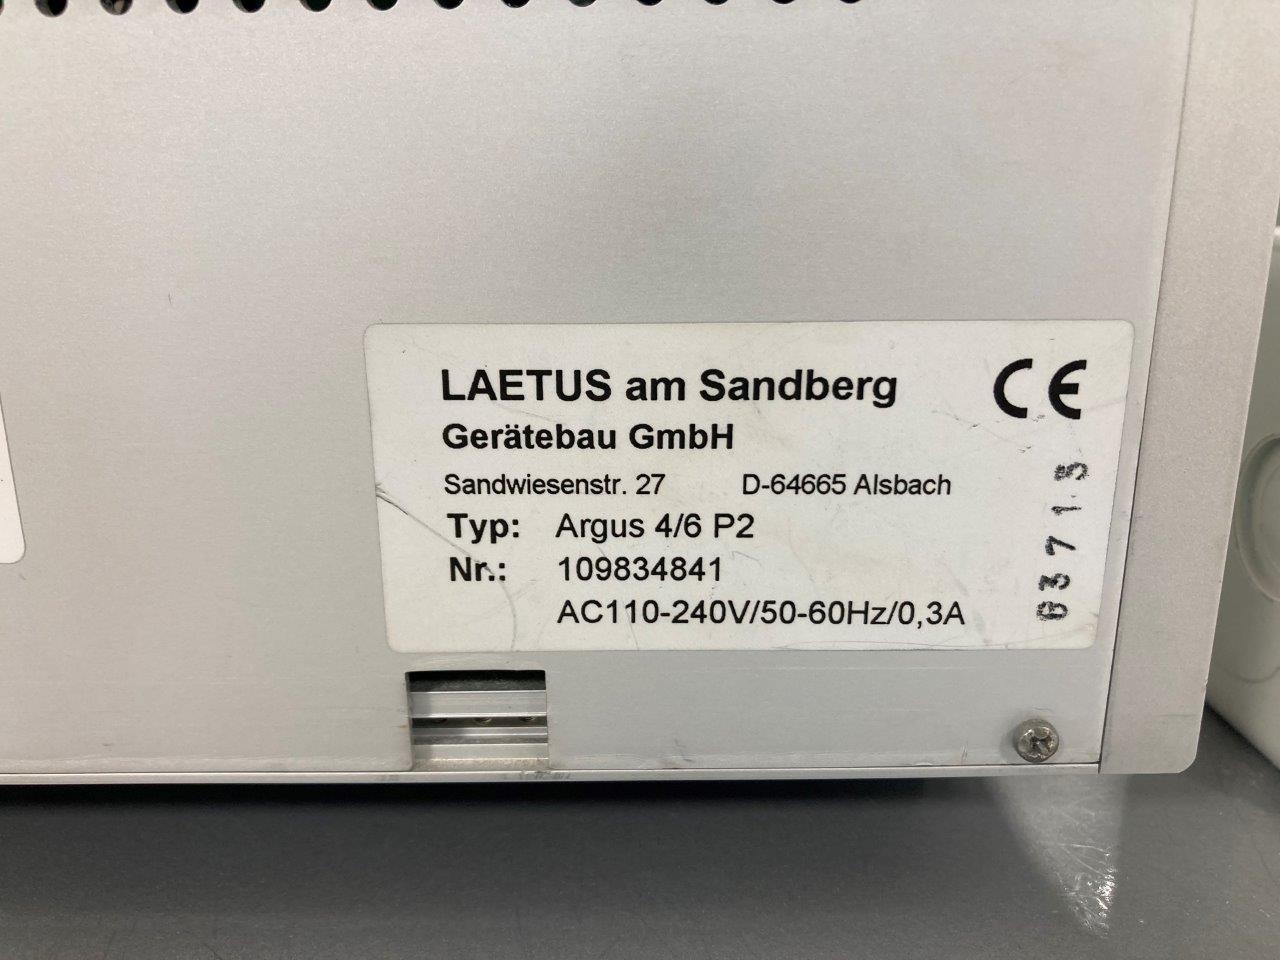 LAETUS am Sandberg
Gerätebau GmbH
Sandwiesenstr. 27 D-64665 Alsbach
Typ: Argus 4/6 P2
Nr.: 109834841
AC110-240V/50-60Hz/0,3A
CE
03713